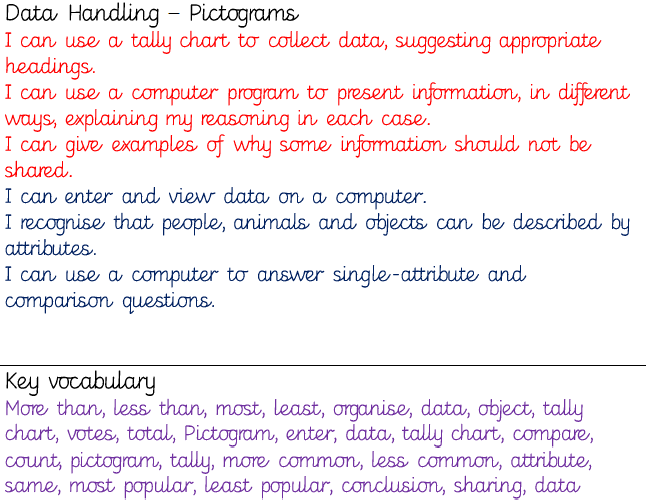 Data Handling – Pictograms
I can use a tally chart to collect data, suggesting appropriate
headings.
I can use a computer program to present information, in different
ways, explaining my reasoning in each case.
I can give examples of why some information should not be
shared.
I can enter and view data on a computer.
I recognise that people, animals and objects can be described by
attributes.
I can use a computer to answer single-attribute and
comparison questions.
Key vocabulary
More than, less than, most, least, organise, data, object, tally
chart, votes, total, Pictogram, enter, data, tally chart, compare,
count, pictogram, tally, more common, less common, attribute,
same, most popular, least popular, conclusion, sharing, data